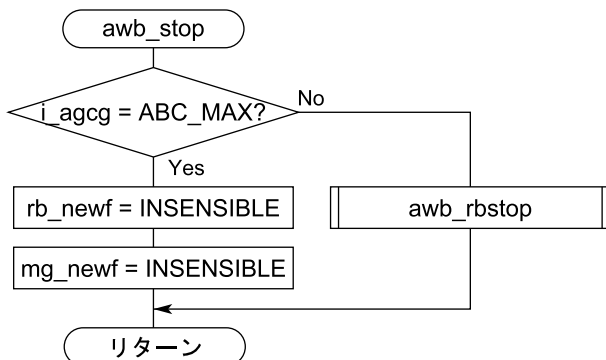 awb_stop
i_agcg = ABC_MAX?
No
Yes
rb_newf = INSENSIBLE
awb_rbstop
mg_newf = INSENSIBLE
リターン